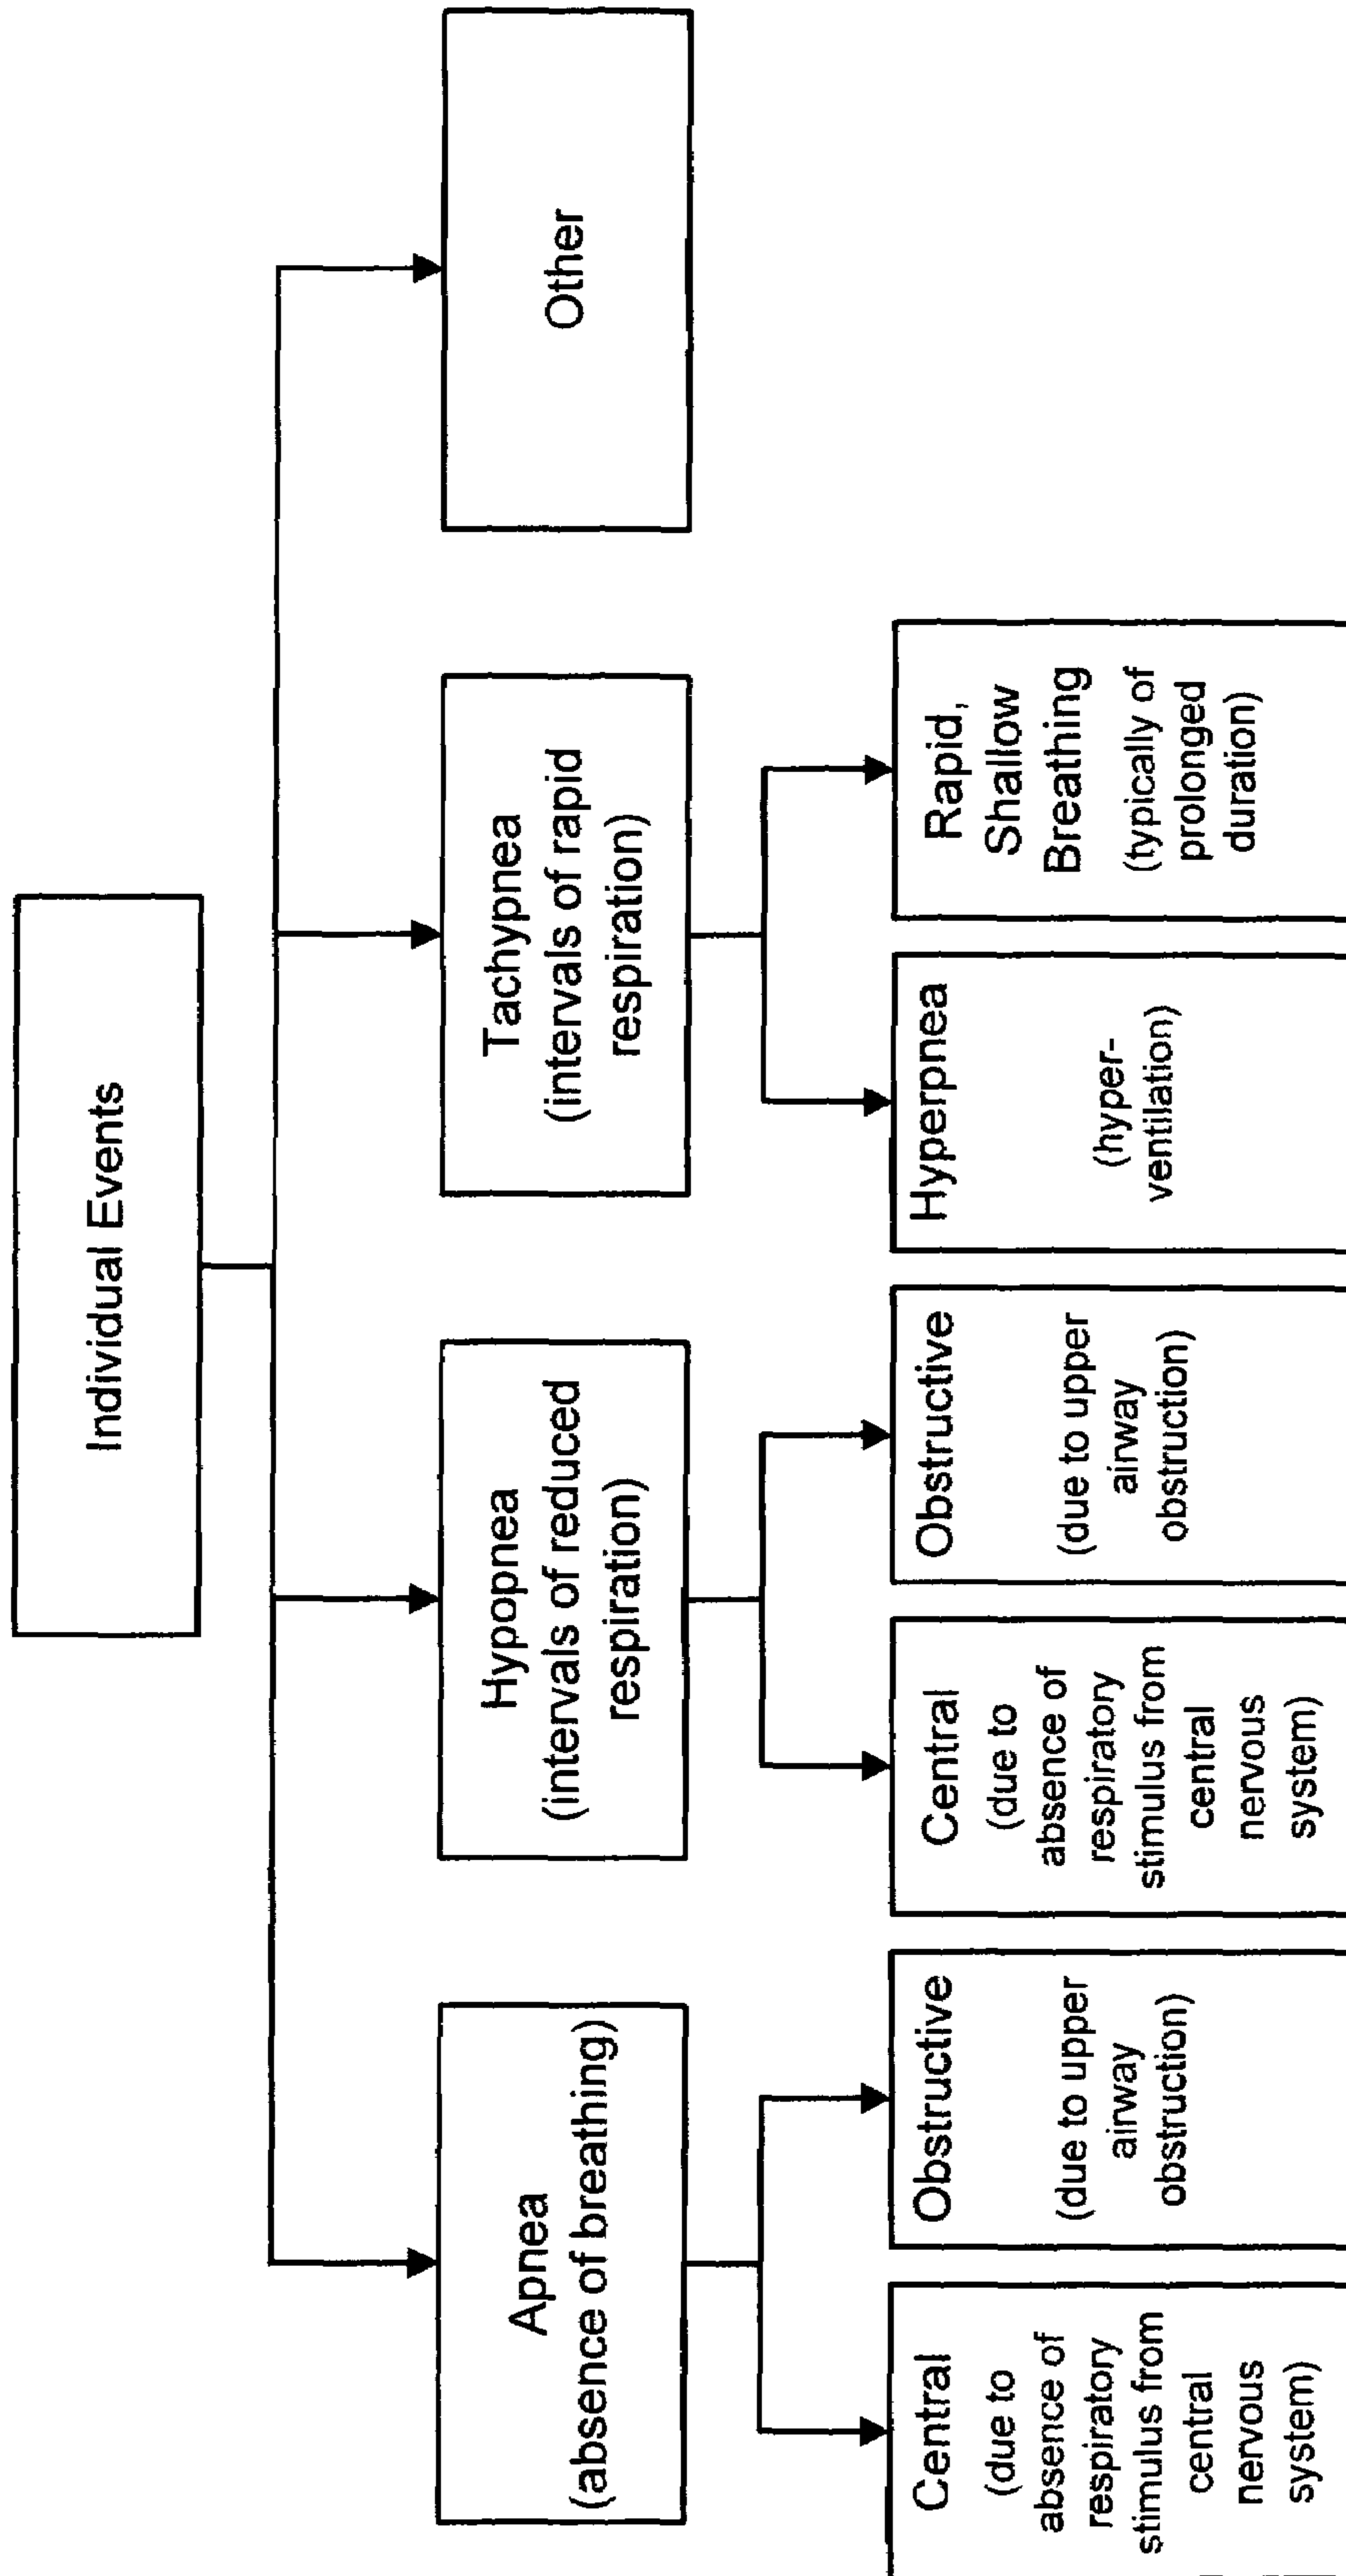 Individual Events
Apnea
(absence of breathing)
Hypopnea
(intervals of reduced
respiration)
Tachypnea
(intervals of rapid
respiration)
Other
Central
(due to
absence of
respiratory
stimulus from
central
nervous
system)
Obstructive
(due to upper
airway
obstruction)
Central
(due to
absence of
respiratory
stimulus from
central
nervous
system)
Obstructive
(due to upper
airway
obstruction)
Hyperpnea
(hyper-
ventilation)
Rapid,
Shallow
Breathing
(typically of
prolonged
duration)